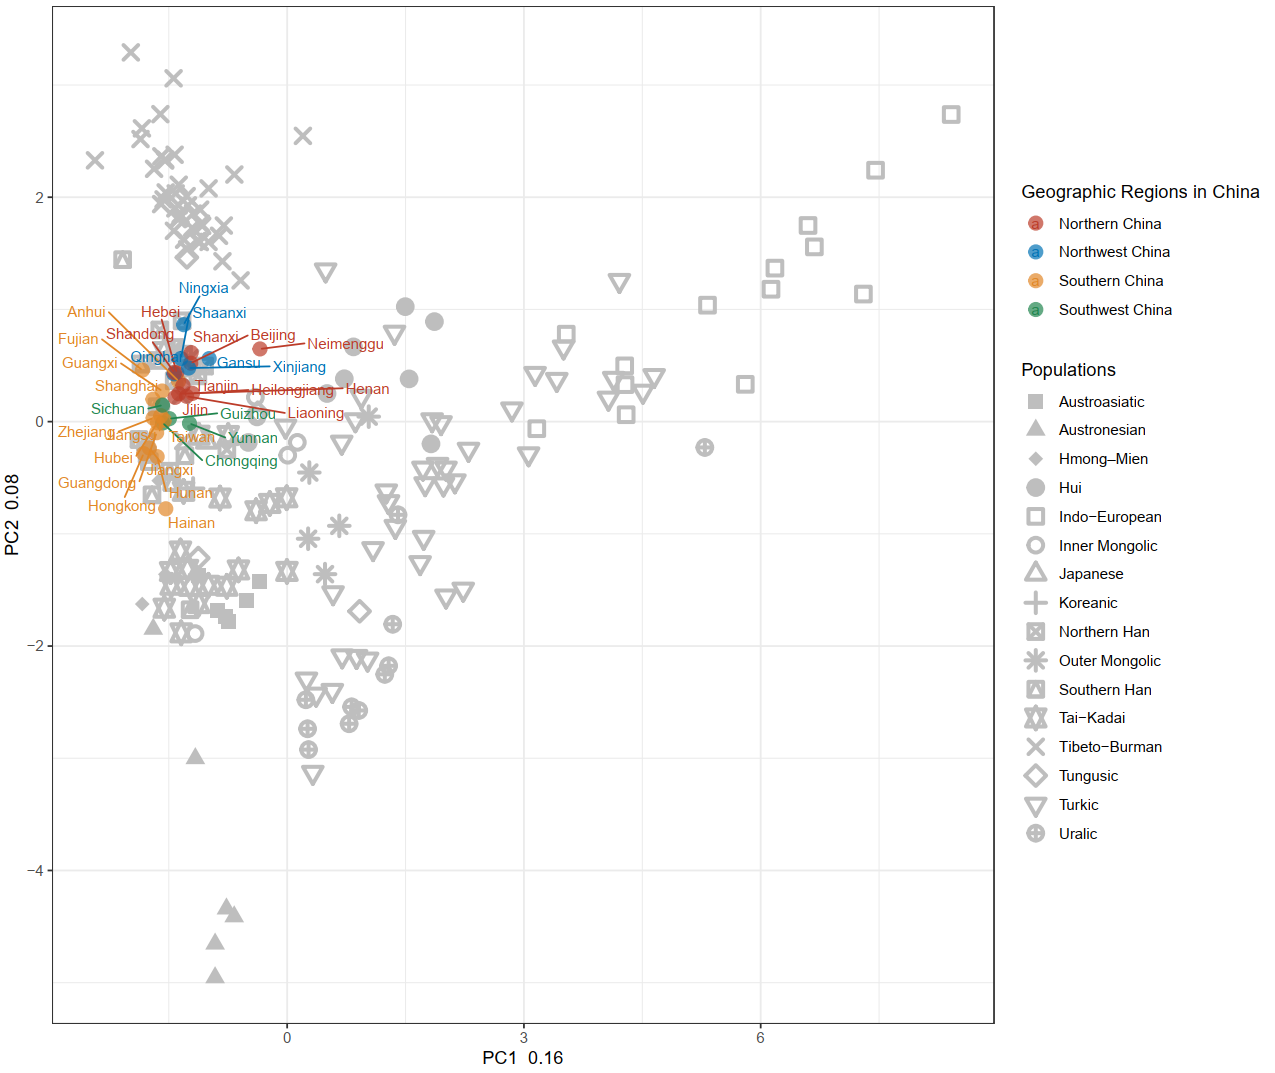 2
0
−2
−4
0
3
6
PC1 0.16
PC2 0.08
Ningxia
Anhui
Hebei
Shaanxi
Fujian
Shandong
Shanxi
Beijing
Neimenggu
Guangxi
Qinghai
Gansu
Xinjiang
Shanghai
Tianjin
Heilongjiang
Henan
Sichuan
Jilin
Guizhou
Liaoning
Zhejiang
Jiangsu
Taiwan
Yunnan
Hubei
Jiangxi
Chongqing
Guangdong
Hunan
Hongkong
Hainan
Geographic Regions in China
a Northern China
a Northwest China
a Southern China
a Southwest China
Populations
Austroasiatic
Austronesian
Hmong−Mien
Hui
Indo−European
Inner Mongolic
Japanese
Koreanic
Northern Han
Outer Mongolic
Southern Han
Tai−Kadai
Tibeto−Burman
Tungusic
Turkic
Uralic